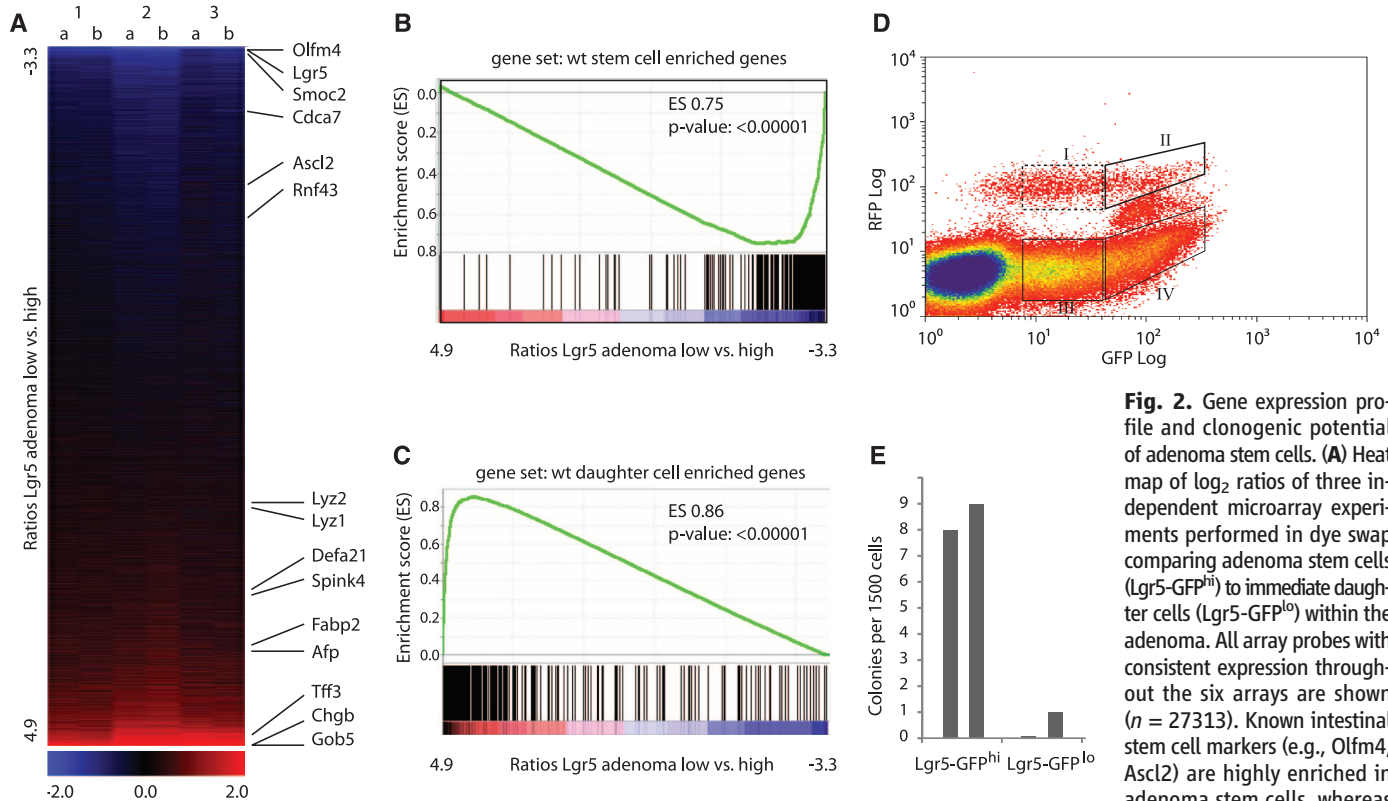 A
1 2 3
a b a b a b
-3.3
Ratios Lgr5 adenoma low vs. high
4.9
Olfm4
Lgr5
Smoc2
Cdca7
Ascl2
Rnf43
Lyz2
Lyz1
Defa21
Spink4
Fabp2
Afp
Tff3
Chgb
Gob5
-2.0 0.0 2.0
B
gene set: wt stem cell enriched genes
Enrichment score (ES)
0.0
0.2
0.4
0.6
0.8
ES 0.75
p-value: <0.00001
4.9 Ratios Lgr5 adenoma low vs. high -3.3
C
gene set: wt daughter cell enriched genes
Enrichment score (ES)
0.8
0.6
0.4
0.2
0.0
ES 0.86
p-value: <0.00001
4.9 Ratios Lgr5 adenoma low vs. high -3.3
D
RFP Log
10⁴
10³
10²
10¹
10⁰
I
II
III
IV
10⁰ 10¹ 10² 10³ 10⁴
GFP Log
E
Colonies per 1500 cells
9
8
7
6
5
4
3
2
1
0
Lgr5-GFPʰⁱ Lgr5-GFPˡᵒ
Fig. 2. Gene expression pro-
file and clonogenic potential
of adenoma stem cells. (A) Heat
map of log₂ ratios of three in-
dependent microarray experi-
ments performed in dye swap
comparing adenoma stem cells
(Lgr5-GFPʰⁱ) to immediate daugh-
ter cells (Lgr5-GFPˡᵒ) within the
adenoma. All array probes with
consistent expression through-
out the six arrays are shown
(n = 27313). Known intestinal
stem cell markers (e.g., Olfm4,
Ascl2) are highly enriched in
adenoma stem cells, whereas